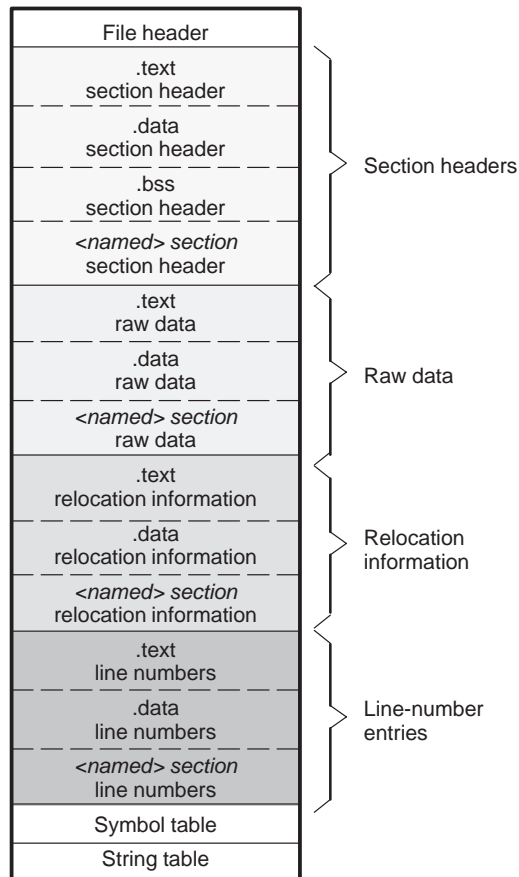 File header
.text
section header
.data
section header
.bss
section header
<named> section
section header
Section headers
.text
raw data
.data
raw data
<named> section
raw data
Raw data
.text
relocation information
.data
relocation information
<named> section
relocation information
Relocation
information
.text
line numbers
.data
line numbers
<named> section
line numbers
Line-number
entries
Symbol table
String table